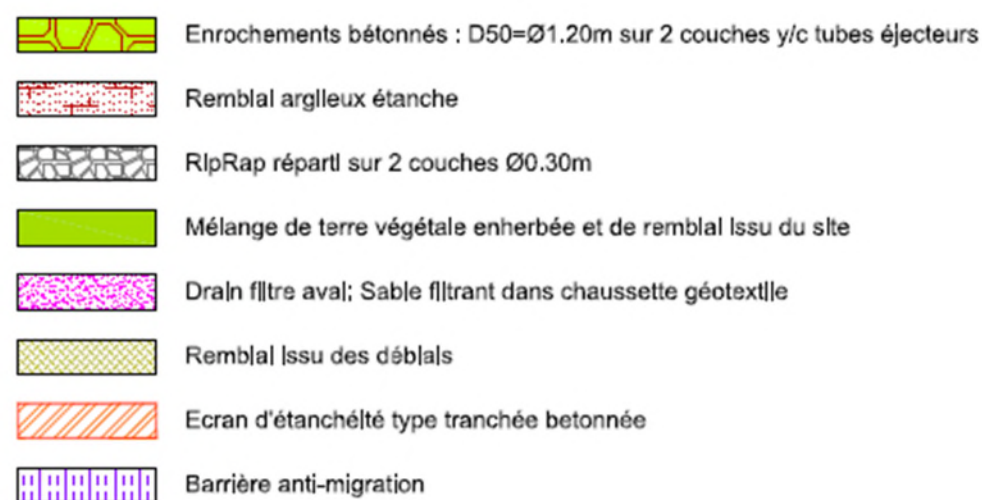 Enrochements bétonnés : D50=Ø1.20m sur 2 couches y/c tubes éjecteurs
Remblai argileux étanche
RipRap réparti sur 2 couches Ø0.30m
Mélange de terre végétale enherbée et de remblai issu du site
Drain filtre aval: Sable filtrant dans chaussette géotextile
Remblai issu des déblais
Ecran d'étanchéité type tranchée betonnée
Barrière anti-migration